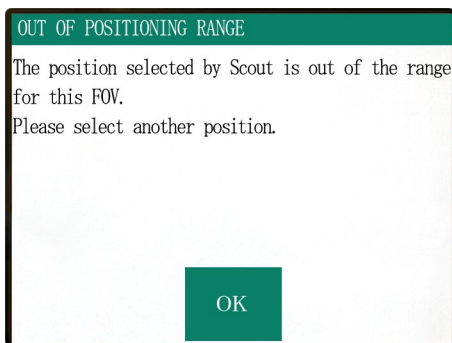 OUT OF POSITIONING RANGE
The position selected by Scout is out of the range
for this FOV.
Please select another position.
OK